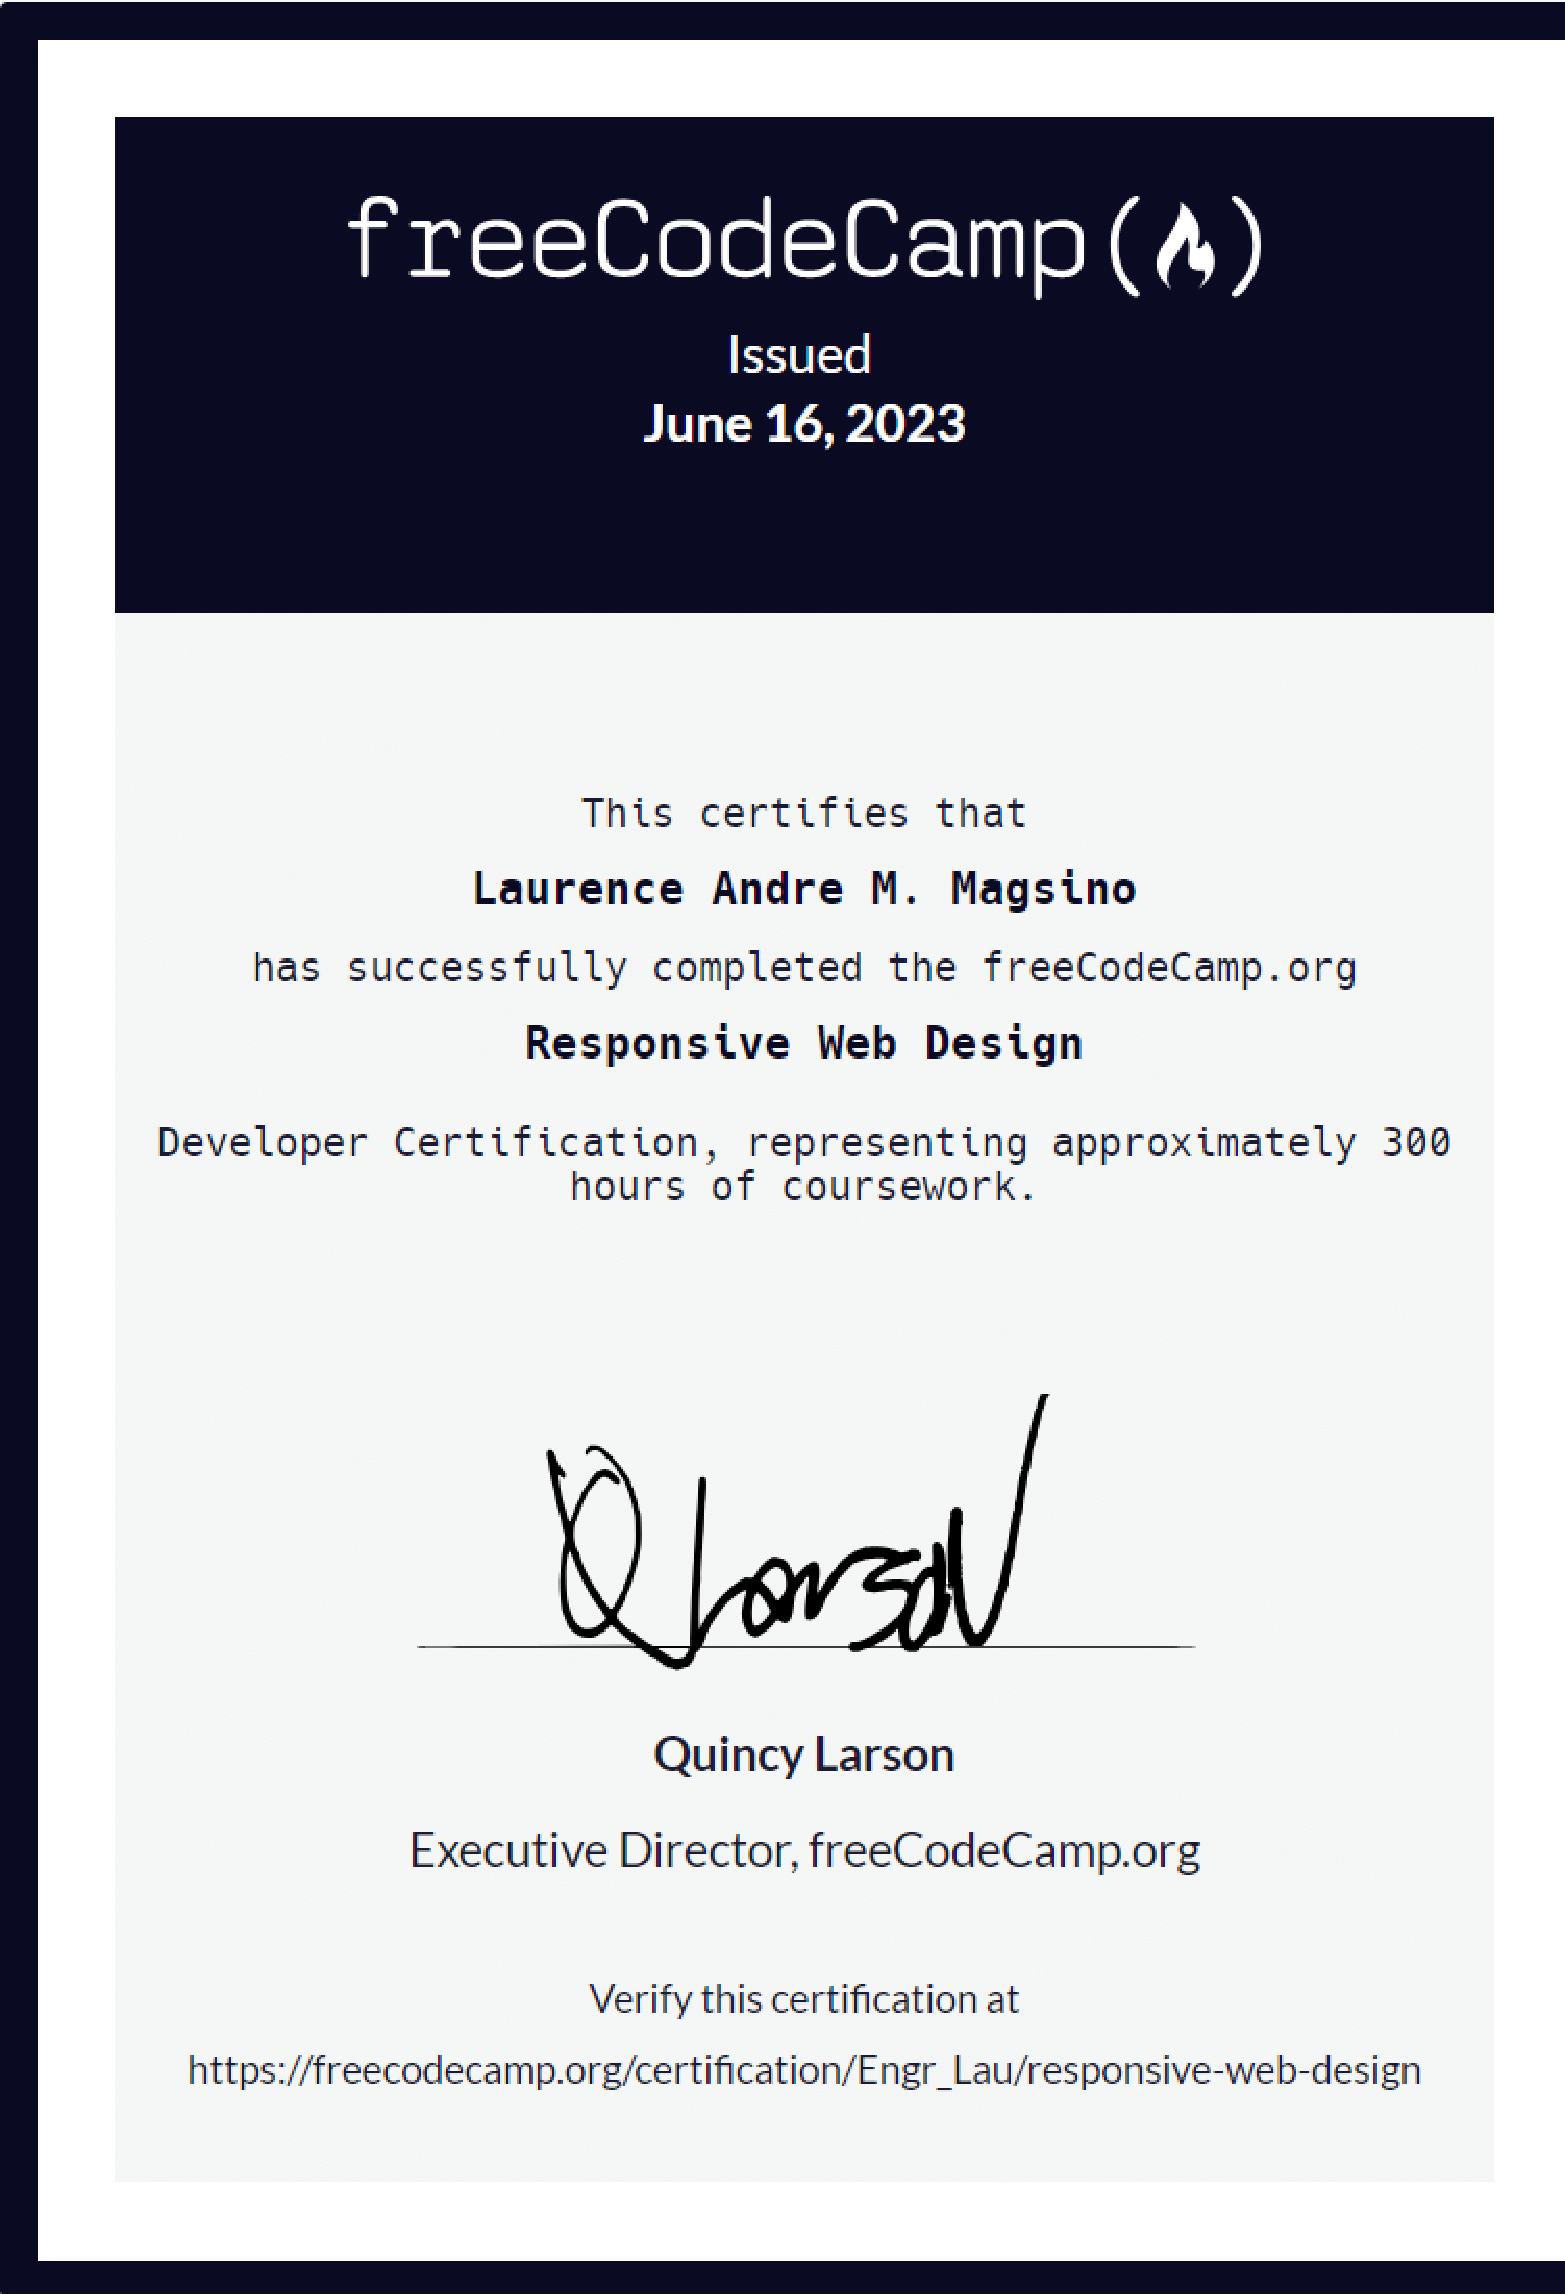 freeCodeCamp
Issued
June 16, 2023
This certifies that
Laurence Andre M. Magsino
has successfully completed the freeCodeCamp.org
Responsive Web Design
Developer Certification, representing approximately 300
hours of coursework.
Q Larson
Quincy Larson
Executive Director, freeCodeCamp.org
Verify this certification at
https://freecodecamp.org/certification/Engr_Lau/responsive-web-design